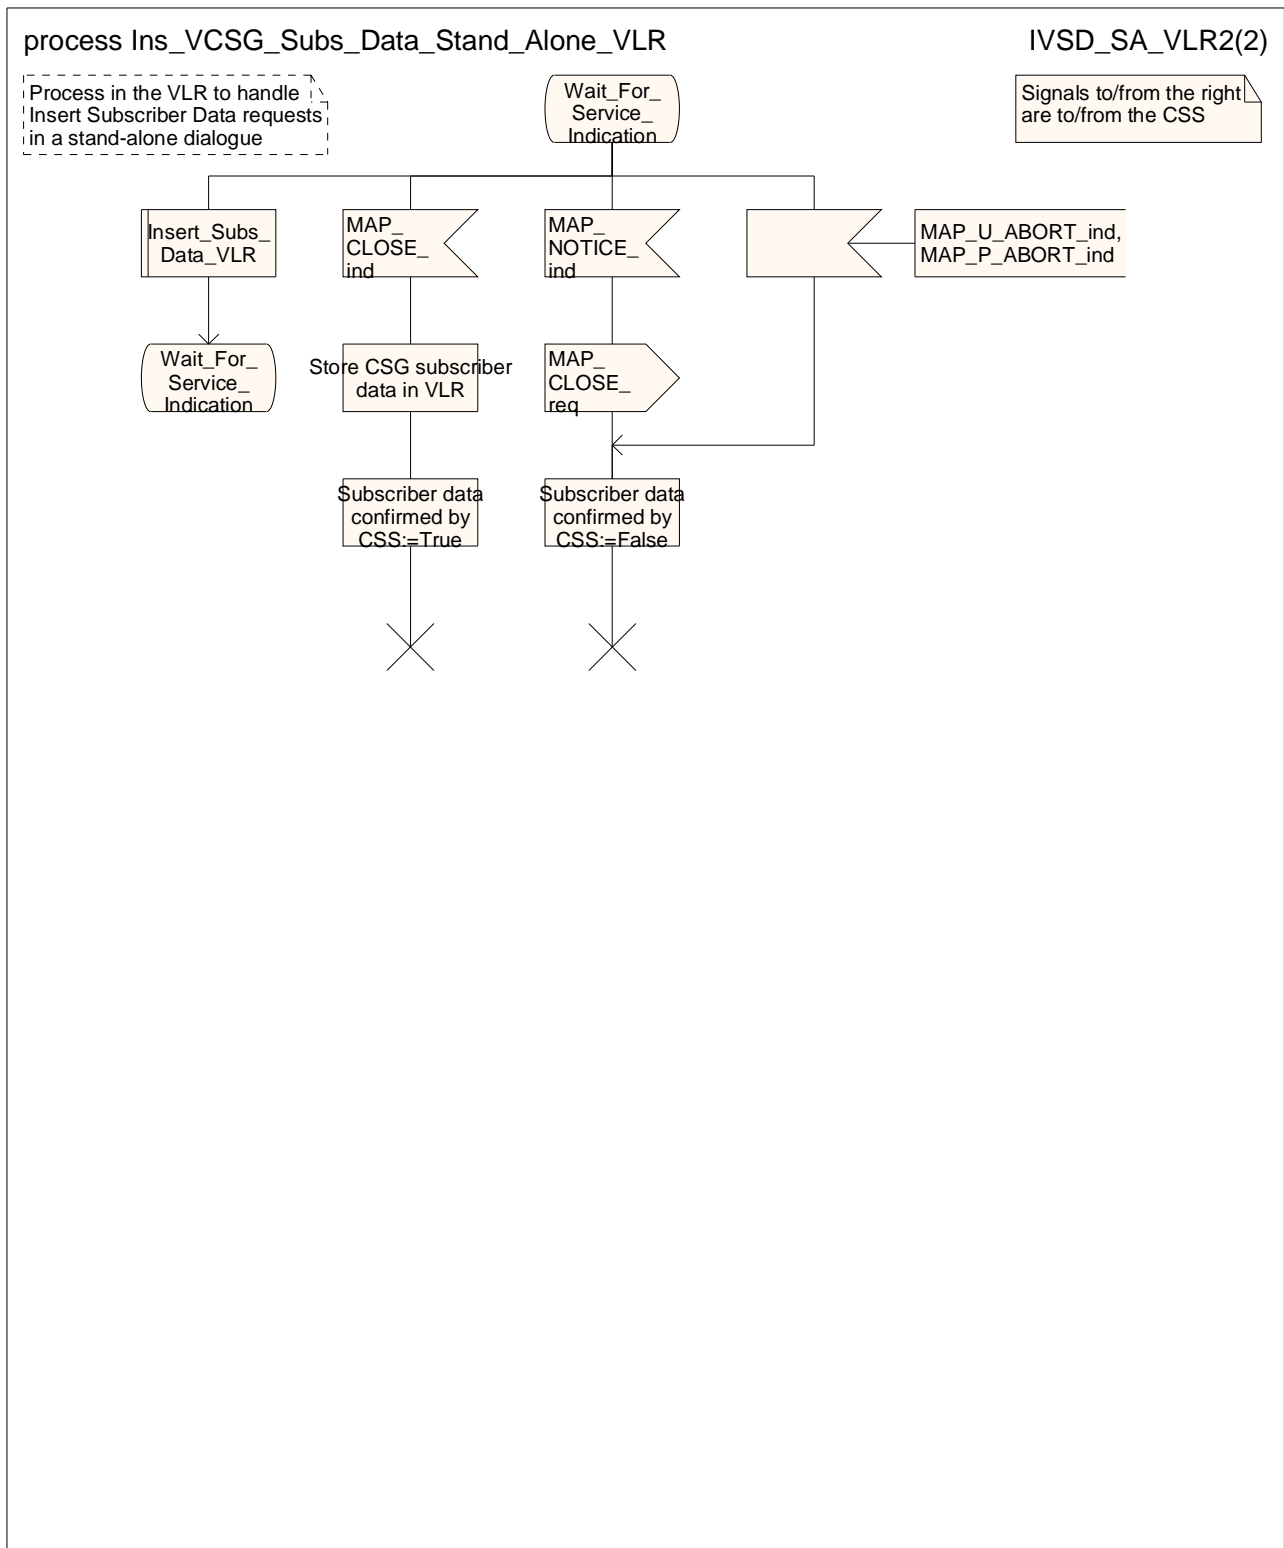 process Ins_VCSG_Subs_Data_Stand_Alone_VLR
IVSD_SA_VLR2(2)
Process in the VLR to handle
Insert Subscriber Data requests
in a stand-alone dialogue
Wait_For_
Service_
Indication
Signals to/from the right
are to/from the CSS
Insert_Subs_
Data_VLR
MAP_
CLOSE_
ind
MAP_
NOTICE_
ind
MAP_U_ABORT_ind,
MAP_P_ABORT_ind
Wait_For_
Service_
Indication
Store CSG subscriber
data in VLR
MAP_
CLOSE_
req
Subscriber data
confirmed by
CSS:=True
Subscriber data
confirmed by
CSS:=False